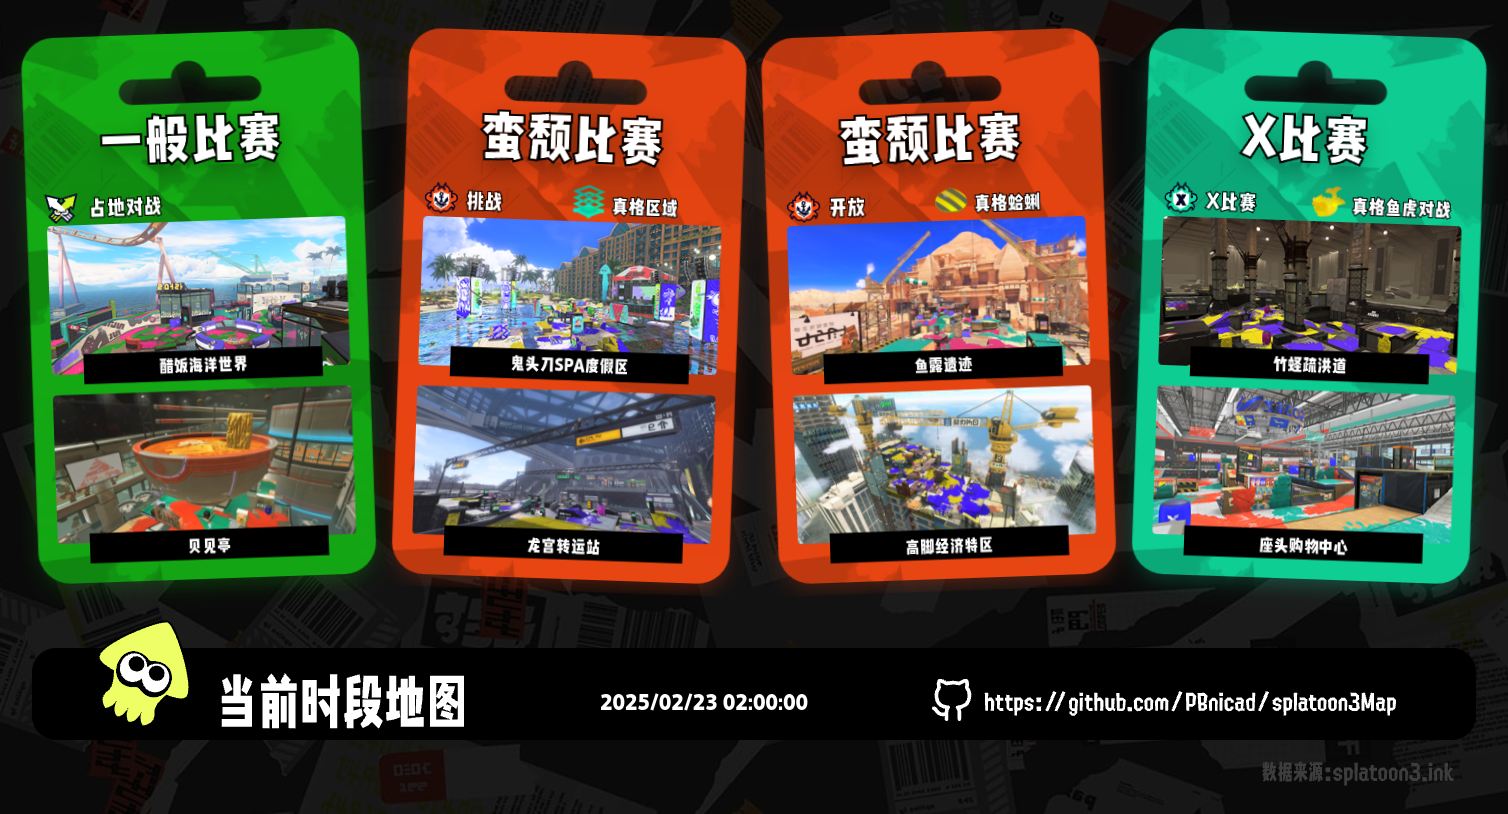 一般比赛
占地对战
醋饭海洋世界
贝见亭
蛮颓比赛
挑战
真格区域
鬼头刀SPA度假区
龙宫转运站
蛮颓比赛
开放
真格蛤蜊
鱼露遗迹
高脚经济特区
X比赛
X比赛
真格鱼虎对战
竹蛏疏洪道
座头购物中心
当前时段地图
2025/02/23 02:00:00
https://github.com/PBnicad/splatoon3Map
数据来源:splatoon3.ink